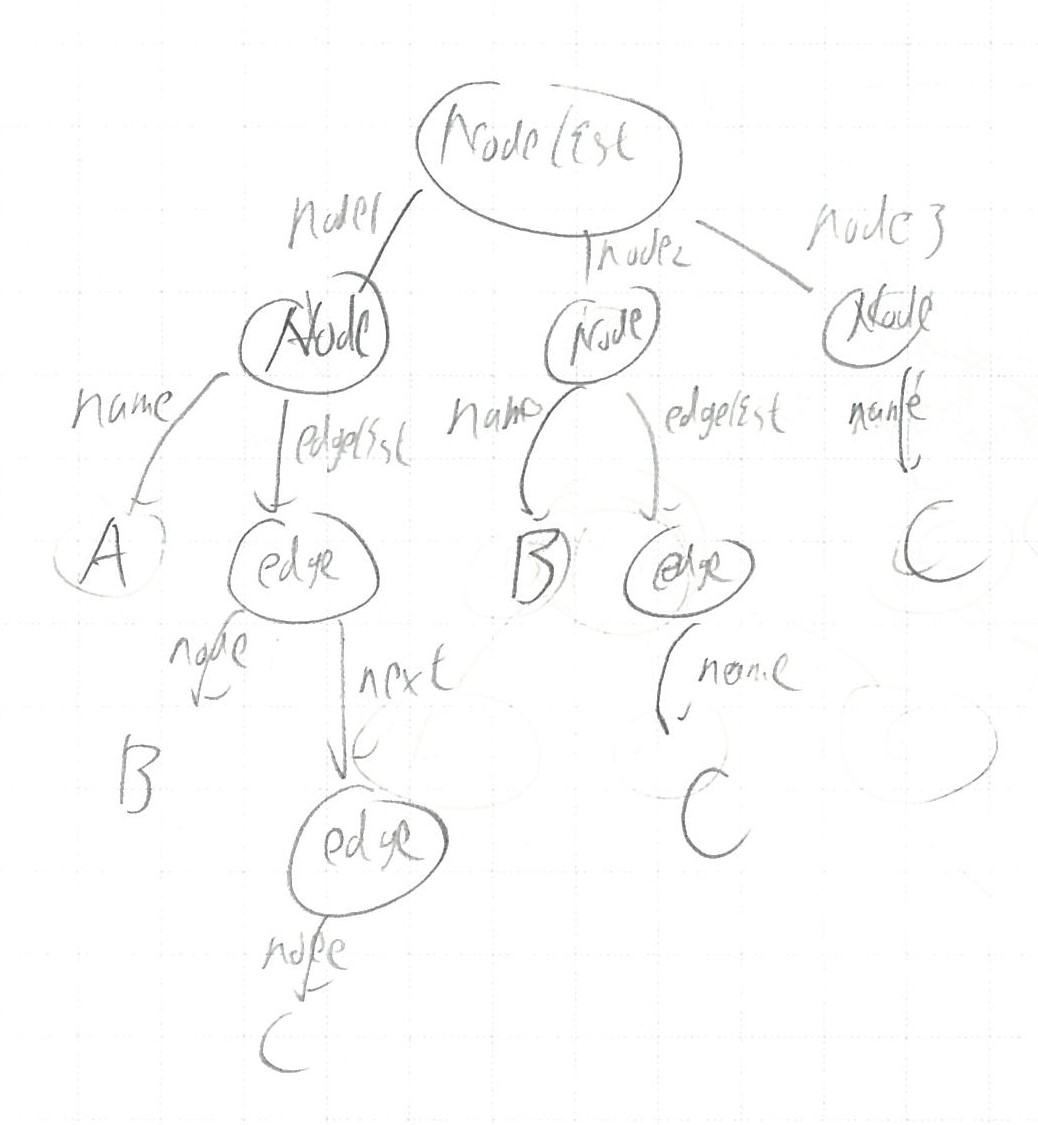 Nodelist
node1
node2
node3
Node
Node
Node
name
edgelist
name
edgelist
name
A
edge
B
edge
C
node
next
name
B
C
edge
node
C